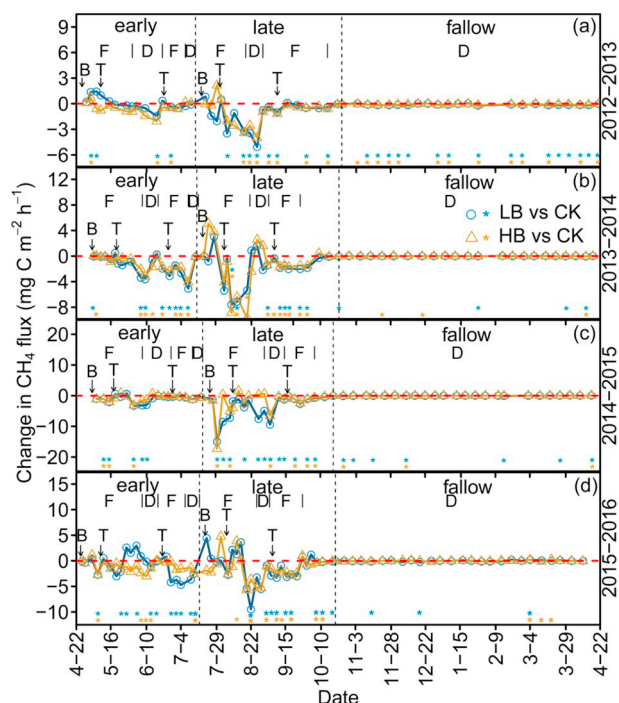 early late fallow (a)
F D F D F D F D
B T T B T T
9
6
3
0
-3
-6
2012-2013
early late fallow (b)
F D F D F D F D
B T T B T T
LB vs CK
HB vs CK
14
12
8
4
0
-4
-8
2013-2014
early late fallow (c)
F D F D F D F D
B T T B T T
20
10
0
-10
-20
2014-2015
early late fallow (d)
F D F D F D F D
B T T B T T
15
10
5
0
-5
-10
2015-2016
Change in CH4 flux (mg C m−2 h−1)
4-22 5-16 6-10 7-4 7-29 8-22 9-15 10-10 11-3 11-28 12-22 1-15 2-9 3-4 3-29 4-22
Date